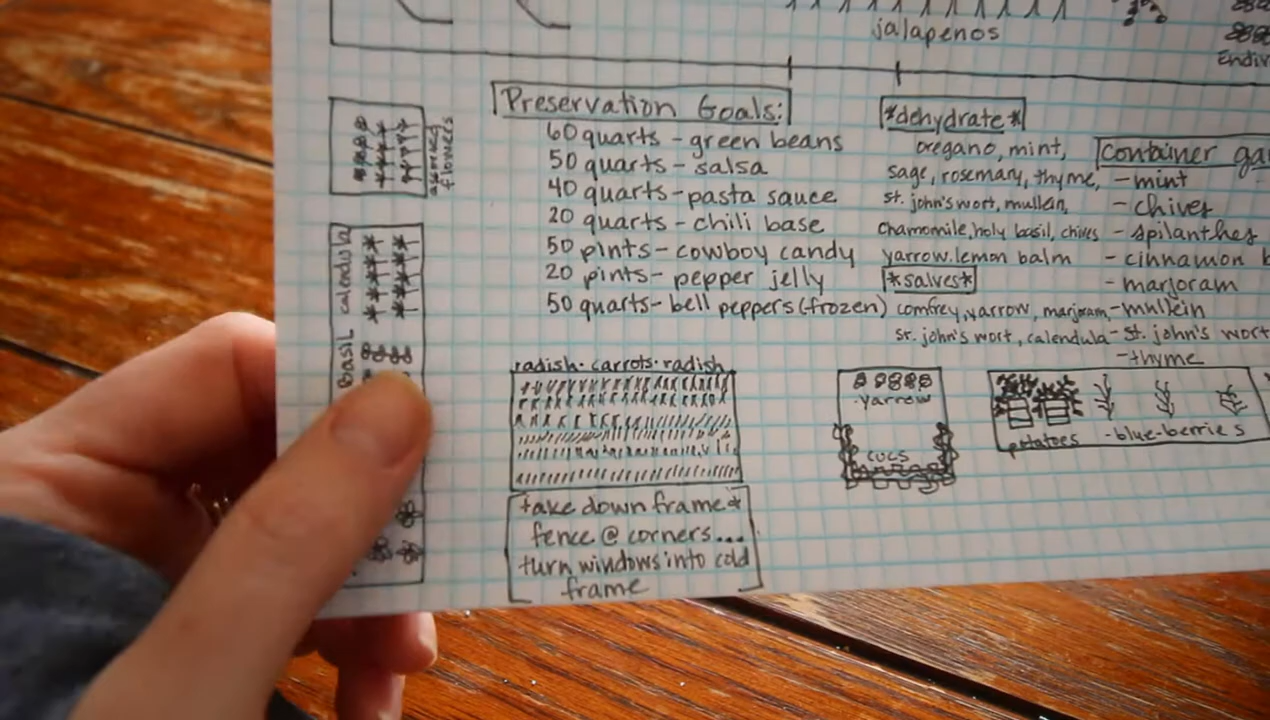 jalapenos
assorted flowers
Preservation Goals:
60 quarts - green beans
50 quarts - salsa
40 quarts - pasta sauce
20 quarts - chili base
50 pints - cowboy candy
20 pints - pepper jelly
50 quarts - bell peppers (frozen)
*dehydrate*
oregano, mint,
sage, rosemary, thyme,
st. john's wort, mullein,
chamomile, holy basil, chives
yarrow. lemon balm
*salves*
comfrey, yarrow, marjoram,
st. john's wort, calendula
Container
- mint
- chives
- spilanthes
- cinnamon
- marjoram
- mullein
- st. john's wort
- thyme
calendula
Basil
radish · carrots · radish
yarrow
cucs
potatoes - blue-berries
take down frame*
fence @ corners...
turn windows into cold
frame